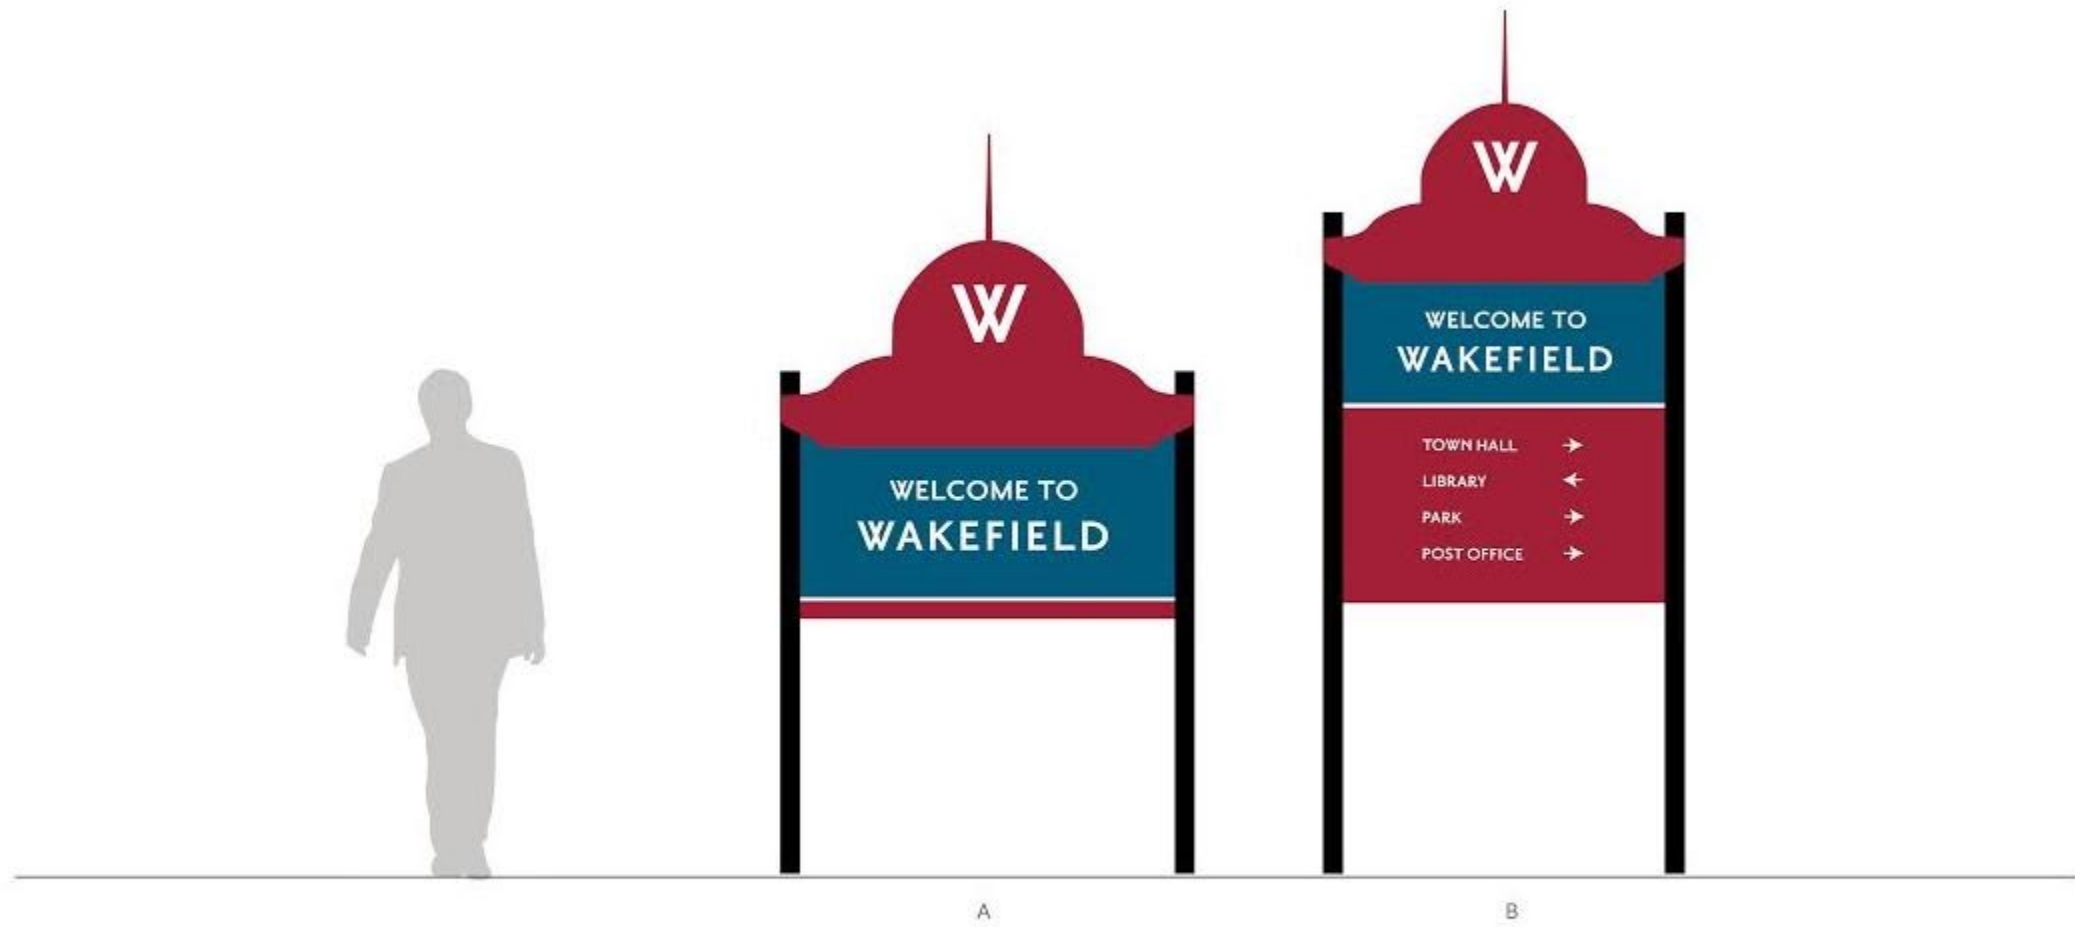 W
WELCOME TO
WAKEFIELD
A
W
WELCOME TO
WAKEFIELD
TOWN HALL →
LIBRARY ←
PARK →
POST OFFICE →
B